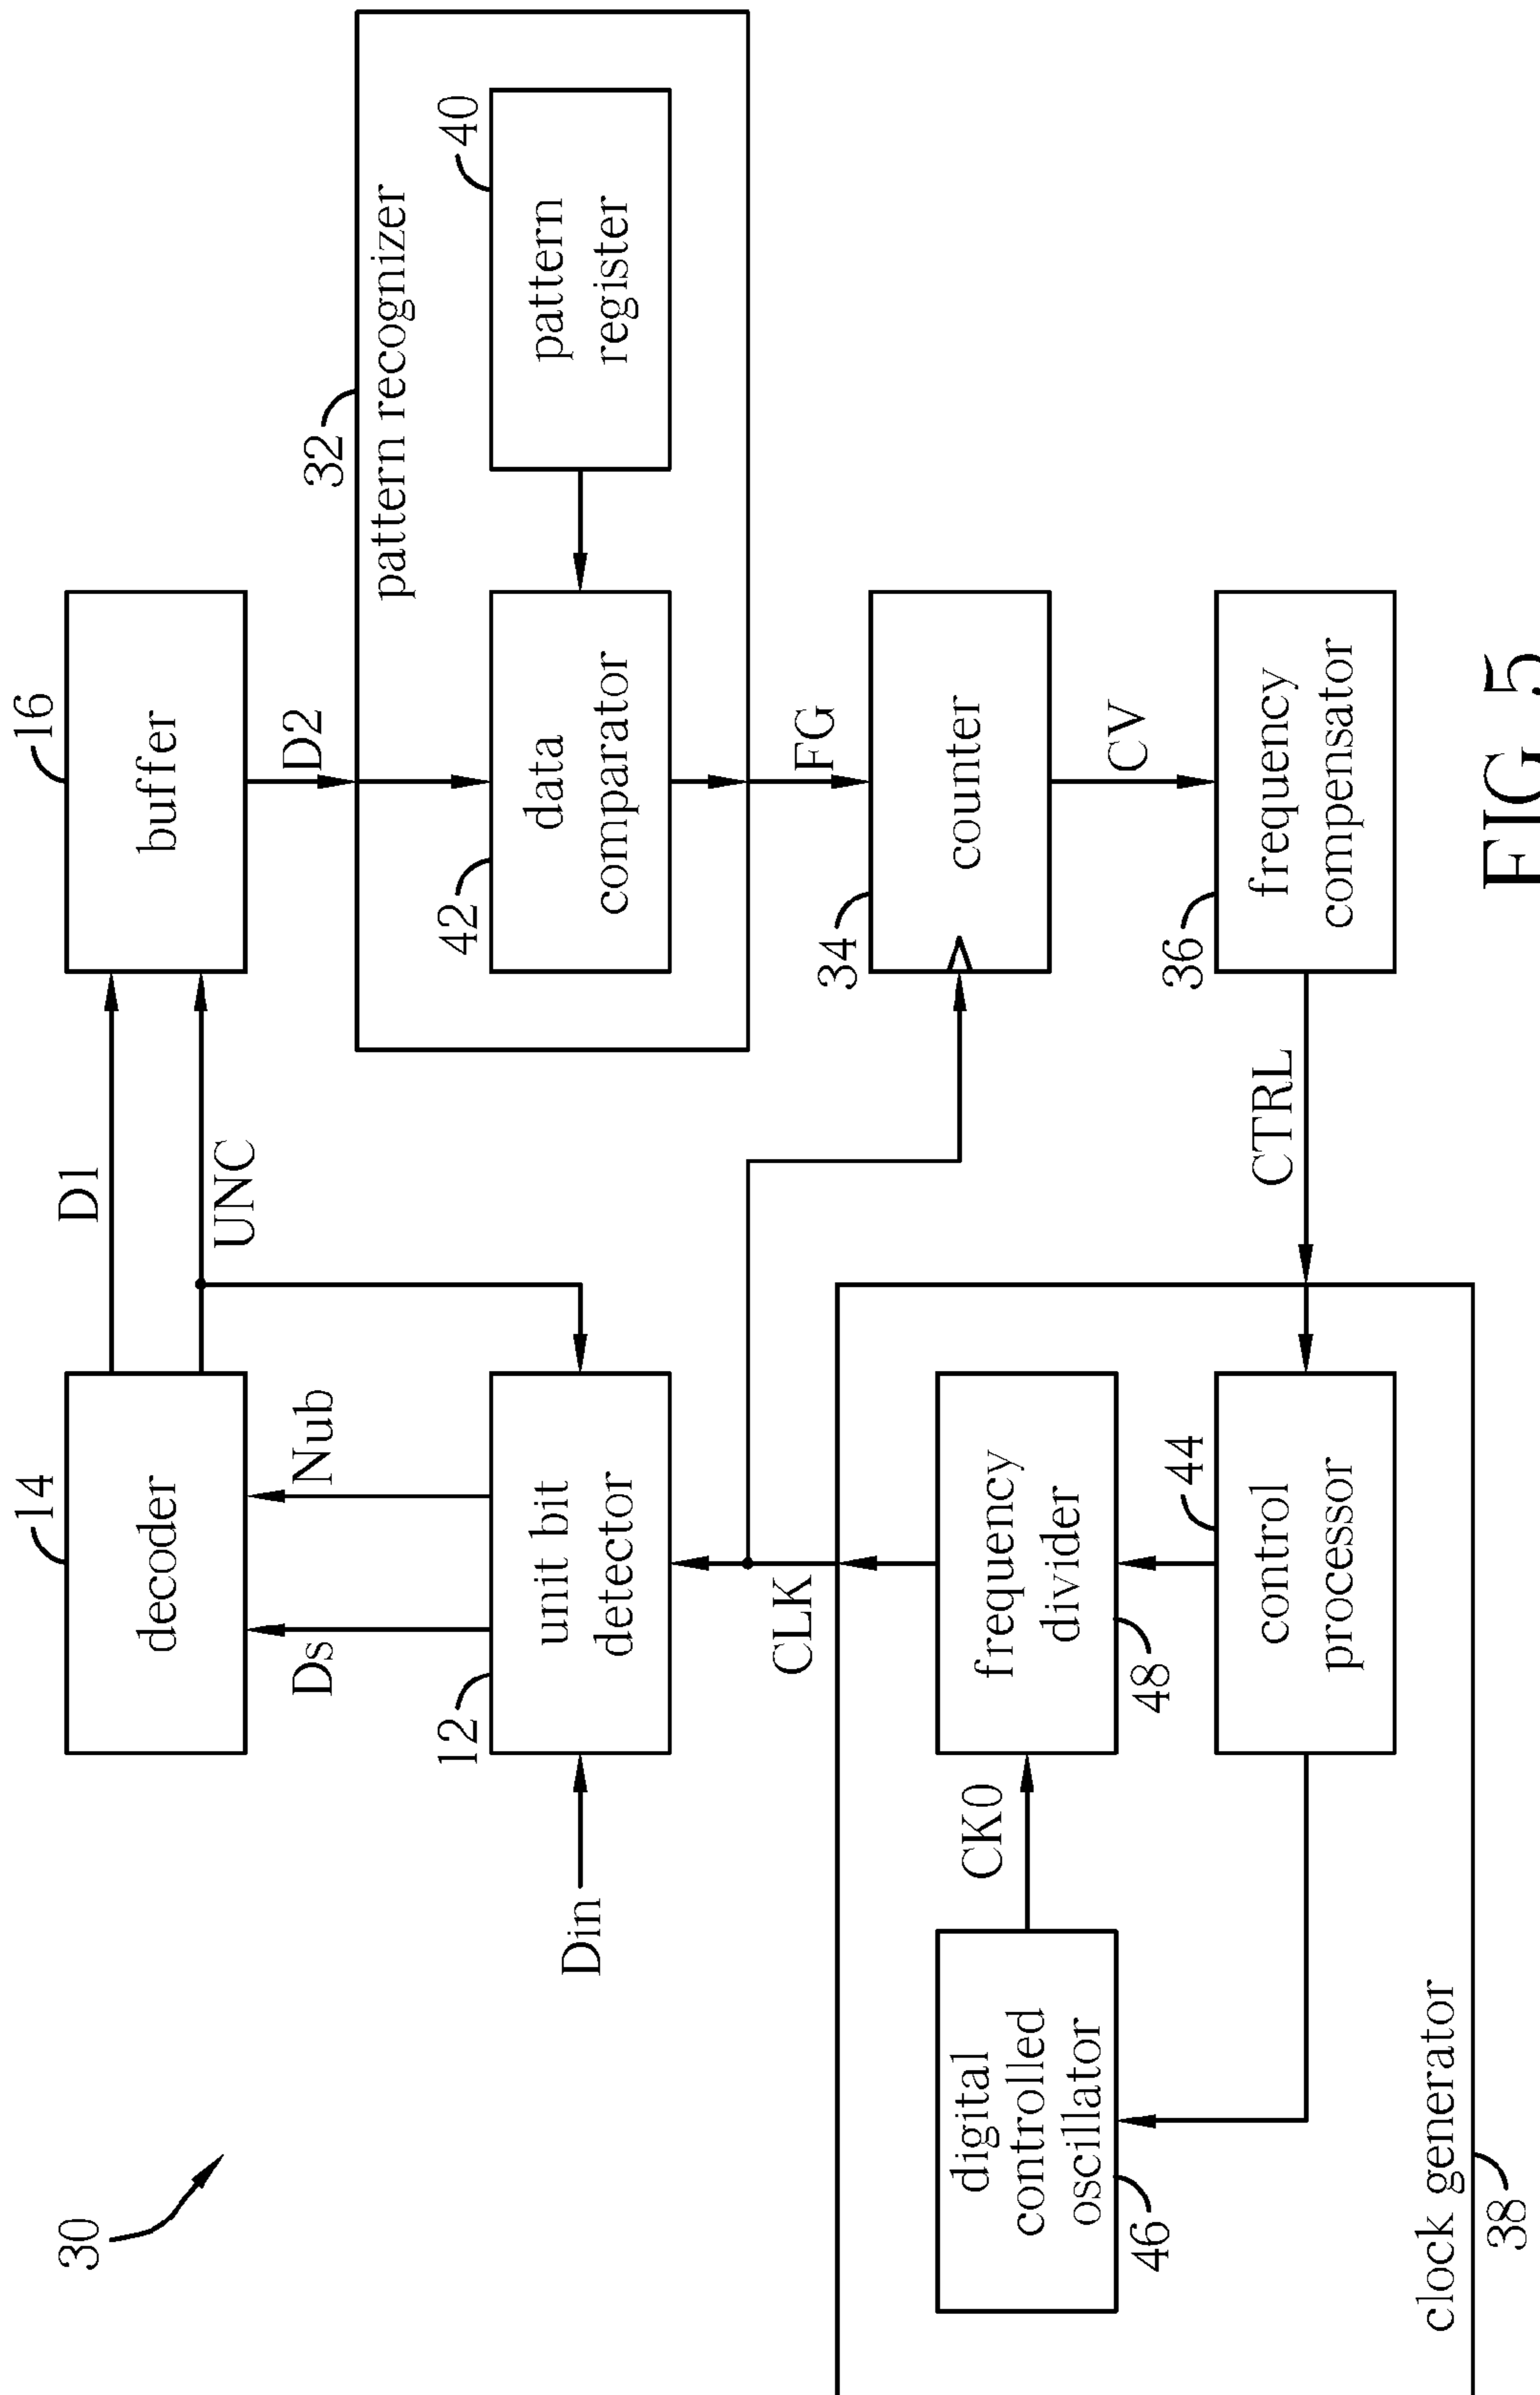 30
14
decoder
D1
UNC
16
buffer
Ds
Nub
D2
32
pattern recognizer
12
unit bit
detector
Din
42
data
comparator
40
pattern
register
CLK
FG
34
counter
digital
controlled
oscillator
46
CK0
frequency
divider
48
CV
44
control
processor
CTRL
36
frequency
compensator
clock generator
38
FIG. 5